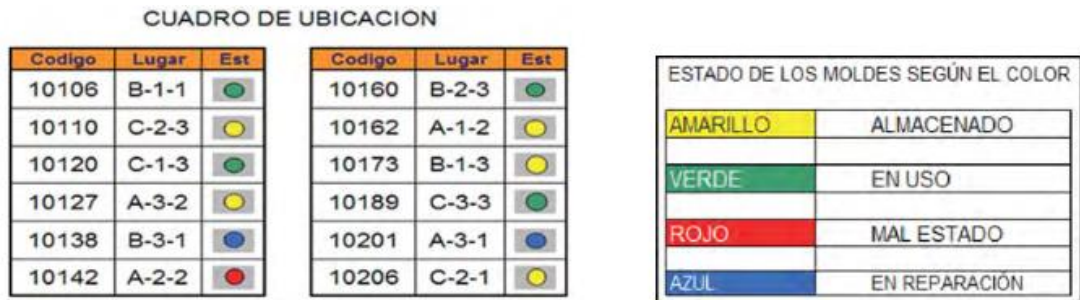 CUADRO DE UBICACION
Codigo Lugar Est
10106 B-1-1
10110 C-2-3
10120 C-1-3
10127 A-3-2
10138 B-3-1
10142 A-2-2
Codigo Lugar Est
10160 B-2-3
10162 A-1-2
10173 B-1-3
10189 C-3-3
10201 A-3-1
10206 C-2-1
ESTADO DE LOS MOLDES SEGÚN EL COLOR
AMARILLO ALMACENADO
VERDE EN USO
ROJO MAL ESTADO
AZUL EN REPARACIÓN